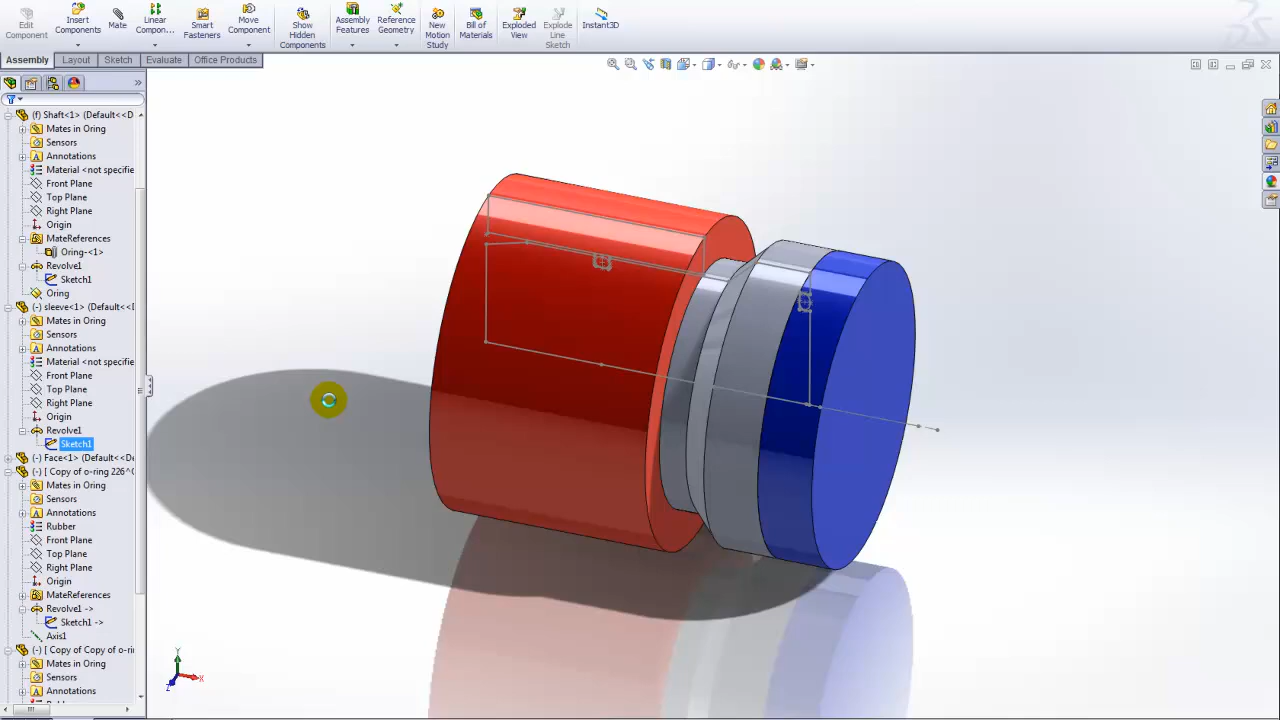 Edit Component
Insert Components
Mate
Linear Compon...
Smart Fasteners
Move Component
Show Hidden Components
Assembly Features
Reference Geometry
New Motion Study
Bill of Materials
Exploded View
Explode Line Sketch
Instant3D
Assembly
Layout
Sketch
Evaluate
Office Products
(f) Shaft<1> (Default<<D
Mates in Oring
Sensors
Annotations
Material <not specifie
Front Plane
Top Plane
Right Plane
Origin
MateReferences
Oring-<1>
Revolve1
Sketch1
Oring
(-) sleeve<1> (Default<<D
Mates in Oring
Sensors
Annotations
Material <not specifie
Front Plane
Top Plane
Right Plane
Origin
Revolve1
Sketch1
(-) Face<1> (Default<<D
(-) [ Copy of o-ring 226^O
Mates in Oring
Sensors
Annotations
Rubber
Front Plane
Top Plane
Right Plane
Origin
MateReferences
Revolve1 ->
Sketch1 ->
Axis1
(-) [ Copy of Copy of o-ri
Mates in Oring
Sensors
Annotations
Y
X
Z